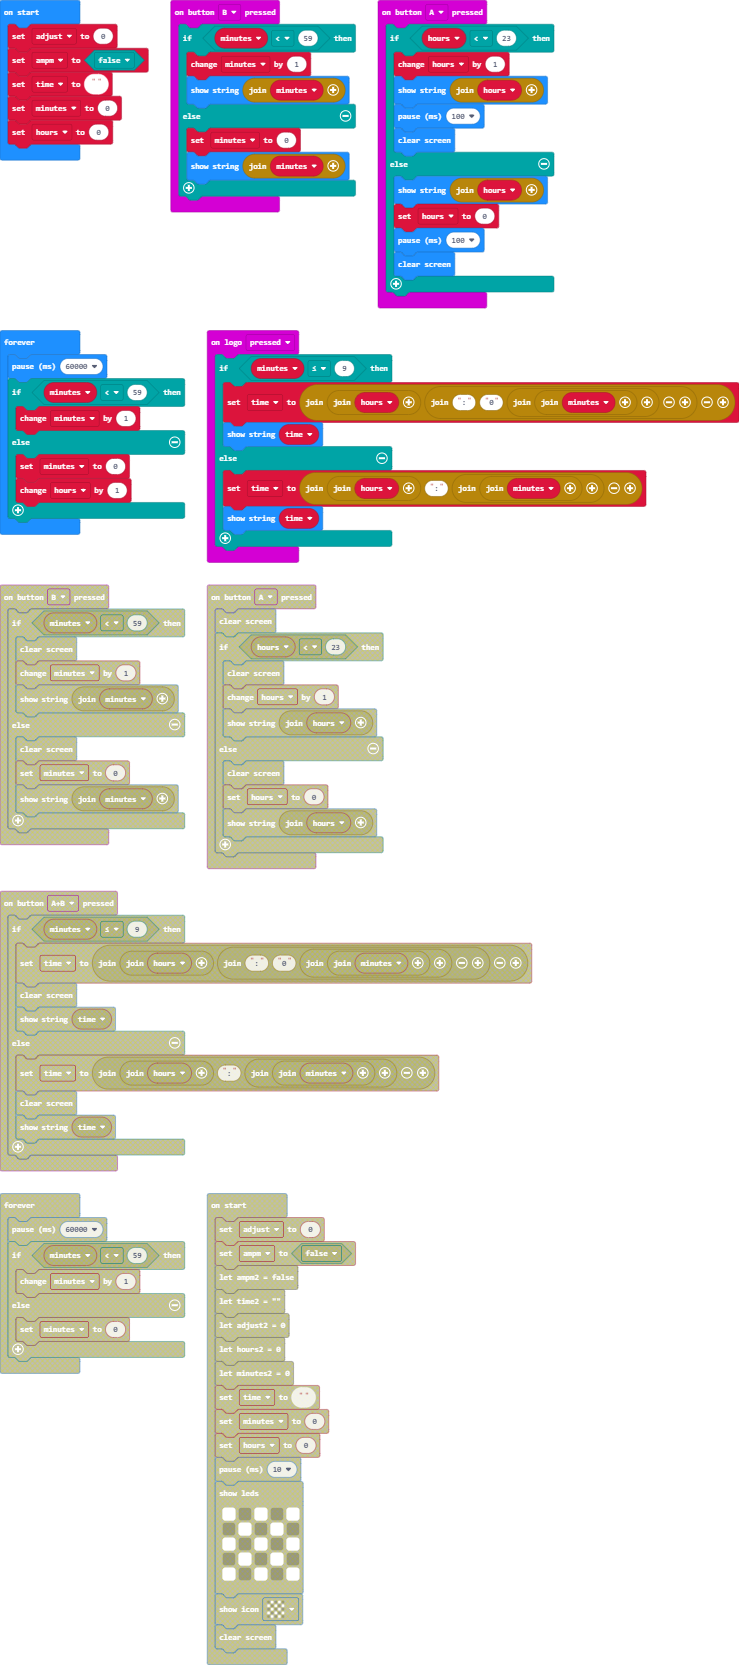 on start
set adjust to 0
set ampm to false
set time to " "
set minutes to 0
set hours to 0
on button B pressed
if minutes < 59 then
change minutes by 1
show string join minutes
else
set minutes to 0
show string join minutes
on button A pressed
if hours < 23 then
change hours by 1
show string join hours
pause (ms) 100
clear screen
else
show string join hours
set hours to 0
pause (ms) 100
clear screen
forever
pause (ms) 60000
if minutes < 59 then
change minutes by 1
else
set minutes to 0
change hours by 1
on logo pressed
if minutes ≤ 9 then
set time to join join hours join ":" "0" join join minutes
show string time
else
set time to join join hours ":" join join minutes
show string time
on button B pressed
if minutes < 59 then
clear screen
change minutes by 1
show string join minutes
else
clear screen
set minutes to 0
show string join minutes
on button A pressed
clear screen
if hours < 23 then
clear screen
change hours by 1
show string join hours
else
clear screen
set hours to 0
show string join hours
on button A+B pressed
if minutes ≤ 9 then
set time to join join hours join ":" "0" join join minutes
clear screen
show string time
else
set time to join join hours ":" join join minutes
clear screen
show string time
forever
pause (ms) 60000
if minutes < 59 then
change minutes by 1
else
set minutes to 0
on start
set adjust to 0
set ampm to false
let ampm2 = false
let time2 = ""
let adjust2 = 0
let hours2 = 0
let minutes2 = 0
set time to " "
set minutes to 0
set hours to 0
pause (ms) 10
show leds
show icon
clear screen